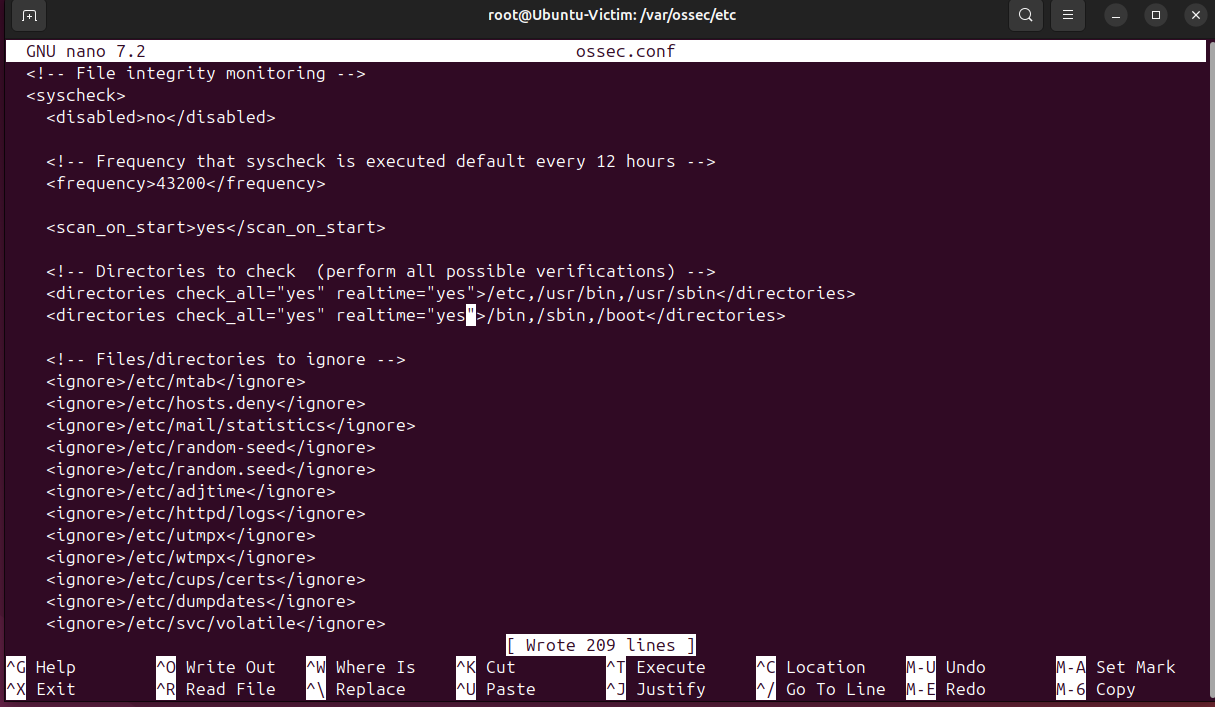 root@Ubuntu-Victim: /var/ossec/etc
GNU nano 7.2 ossec.conf
<!-- File integrity monitoring -->
<syscheck>
<disabled>no</disabled>
<!-- Frequency that syscheck is executed default every 12 hours -->
<frequency>43200</frequency>
<scan_on_start>yes</scan_on_start>
<!-- Directories to check  (perform all possible verifications) -->
<directories check_all="yes" realtime="yes">/etc,/usr/bin,/usr/sbin</directories>
<directories check_all="yes" realtime="yes">/bin,/sbin,/boot</directories>
<!-- Files/directories to ignore -->
<ignore>/etc/mtab</ignore>
<ignore>/etc/hosts.deny</ignore>
<ignore>/etc/mail/statistics</ignore>
<ignore>/etc/random-seed</ignore>
<ignore>/etc/random.seed</ignore>
<ignore>/etc/adjtime</ignore>
<ignore>/etc/httpd/logs</ignore>
<ignore>/etc/utmpx</ignore>
<ignore>/etc/wtmpx</ignore>
<ignore>/etc/cups/certs</ignore>
<ignore>/etc/dumpdates</ignore>
<ignore>/etc/svc/volatile</ignore>
[ Wrote 209 lines ]
^G Help ^O Write Out ^W Where Is ^K Cut ^T Execute ^C Location M-U Undo M-A Set Mark
^X Exit ^R Read File ^\ Replace ^U Paste ^J Justify ^/ Go To Line M-E Redo M-6 Copy